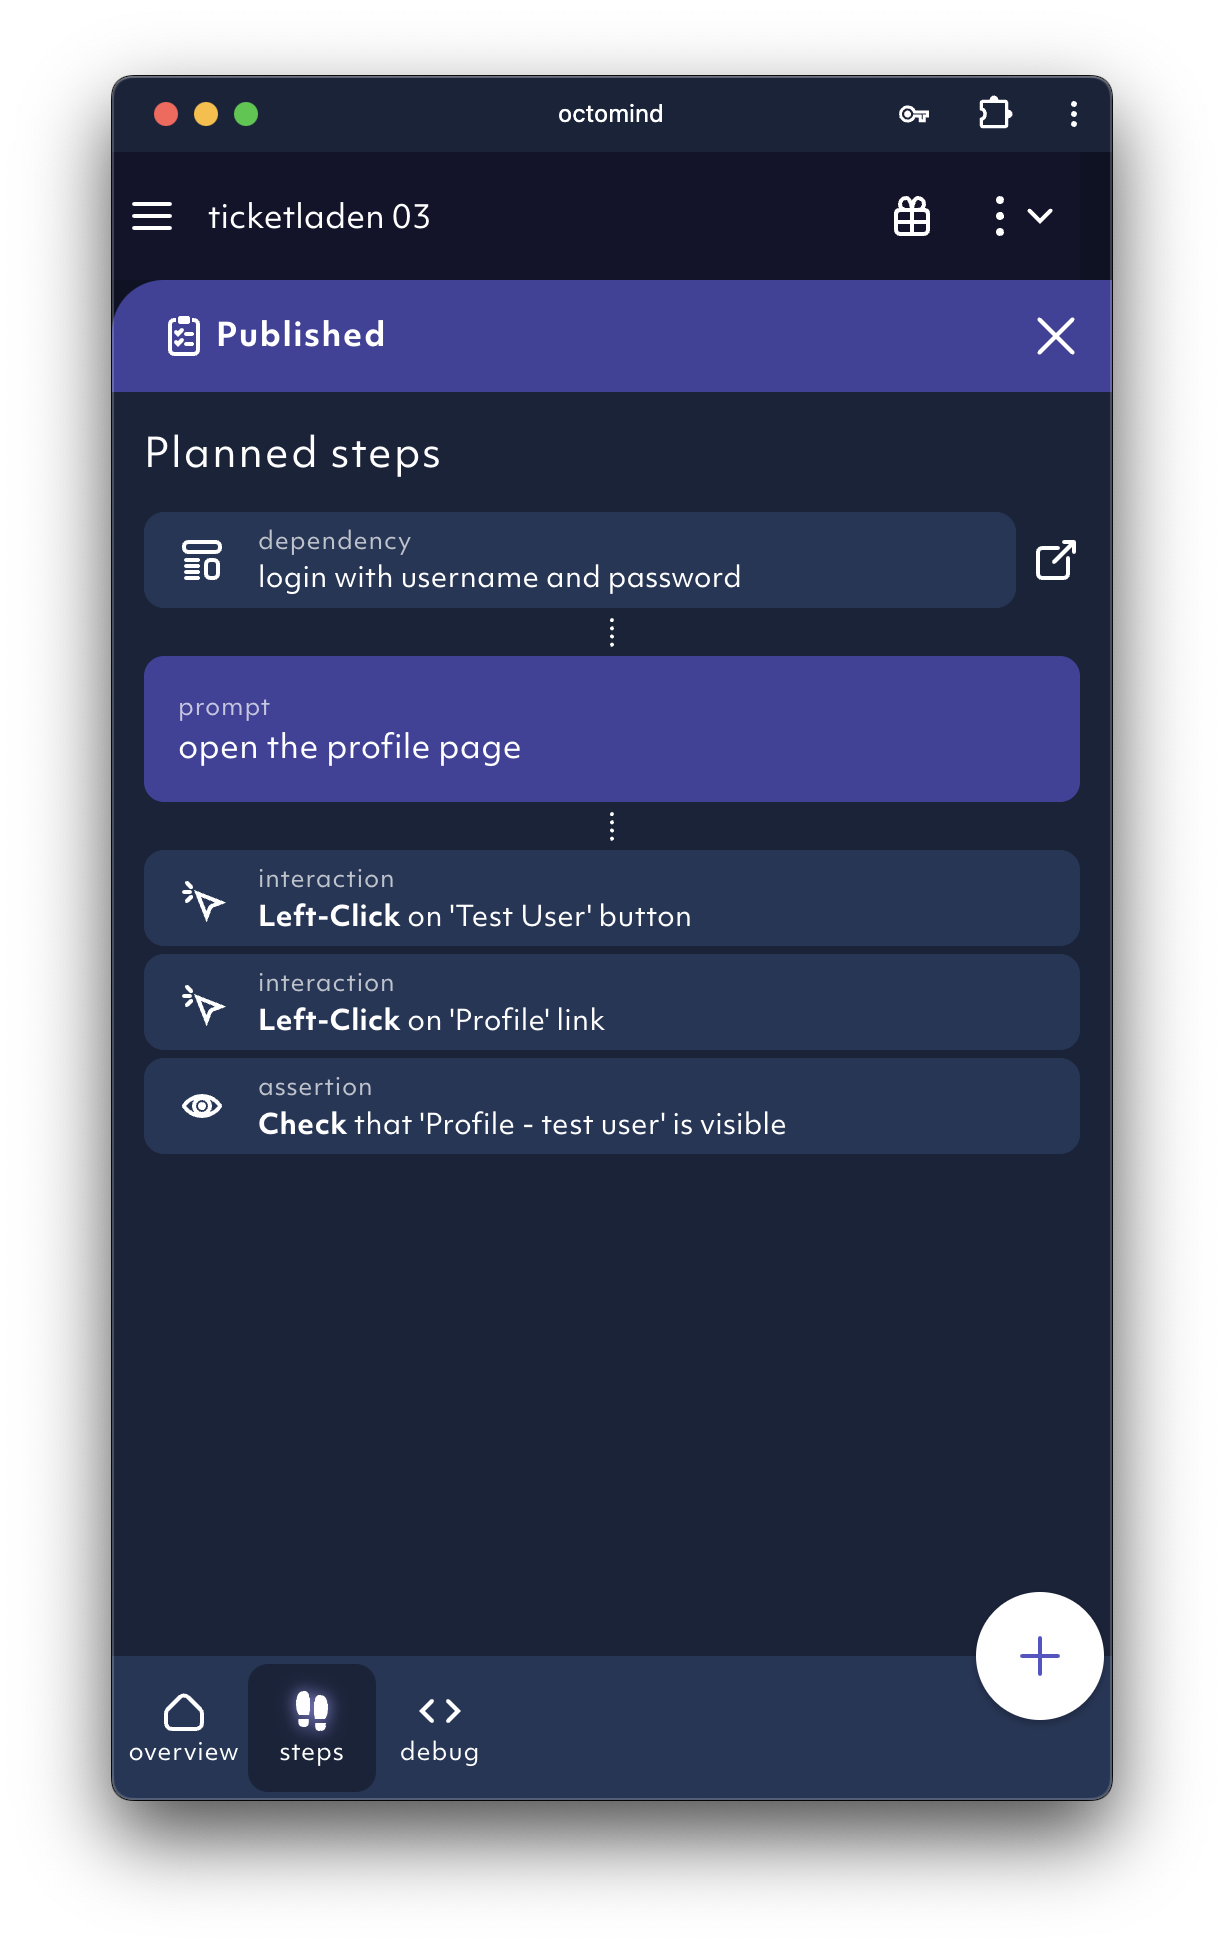 octomind
ticketladen 03
Published
Planned steps
dependency
login with username and password
prompt
open the profile page
interaction
Left-Click on 'Test User' button
interaction
Left-Click on 'Profile' link
assertion
Check that 'Profile - test user' is visible
overview
steps
debug